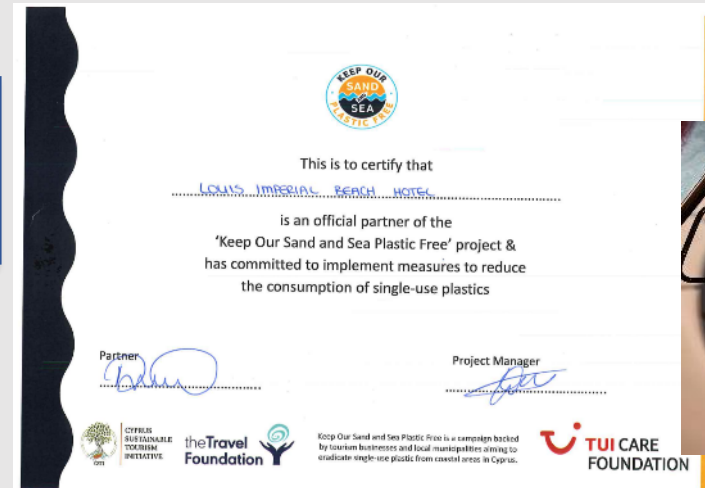 KEEP OUR
SAND
SEA
PLASTIC FREE
This is to certify that
LOUIS IMPERIAL BEACH HOTEL
is an official partner of the
'Keep Our Sand and Sea Plastic Free' project &
has committed to implement measures to reduce
the consumption of single-use plastics
Partner
Project Manager
CYPRUS
SUSTAINABLE
TOURISM
INITIATIVE
theTravel
Foundation
Keep Our Sand and Sea Plastic Free is a campaign backed
by tourism businesses and local municipalities aiming to
eradicate single-use plastic from coastal areas in Cyprus.
TUI CARE
FOUNDATION